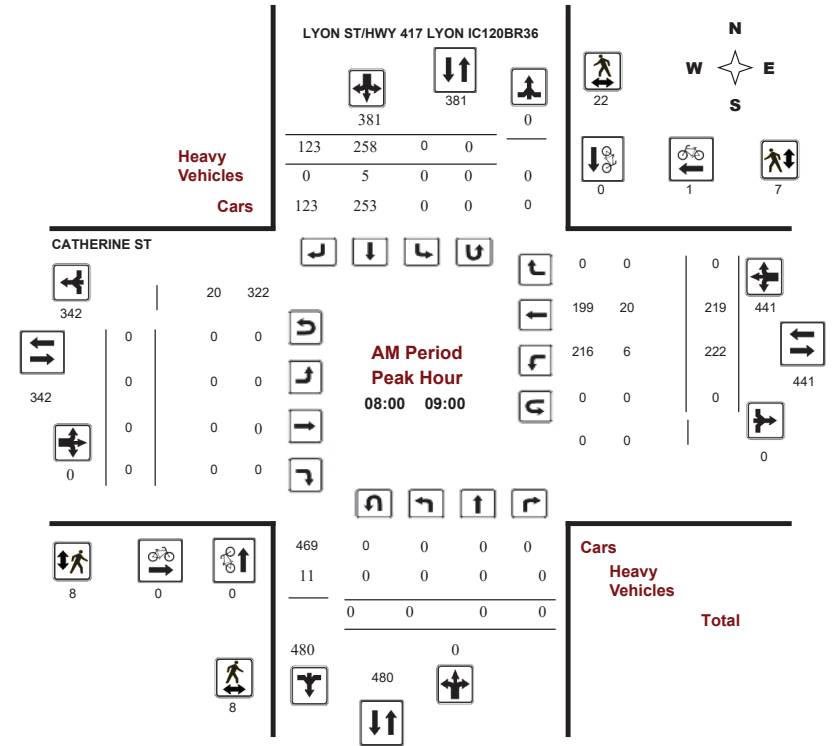 LYON ST/HWY 417 LYON IC120BR36
N
W E
S
381
22
381 0
123 258 0 0
Heavy
Vehicles
0 5 0 0 0
Cars
123 253 0 0 0
0 1 7
CATHERINE ST
342
20 322
0 0 0
441
0 0 0
199 20 219
342
0 0 0
AM Period
Peak Hour
08:00 09:00
216 6 222
441
0 0 0
0 0 0
0
0 0 0
0 0
0
469 0 0 0 0
11 0 0 0 0
0 0 0 0
Cars
Heavy
Vehicles
Total
8 0 0
480 480 0
8